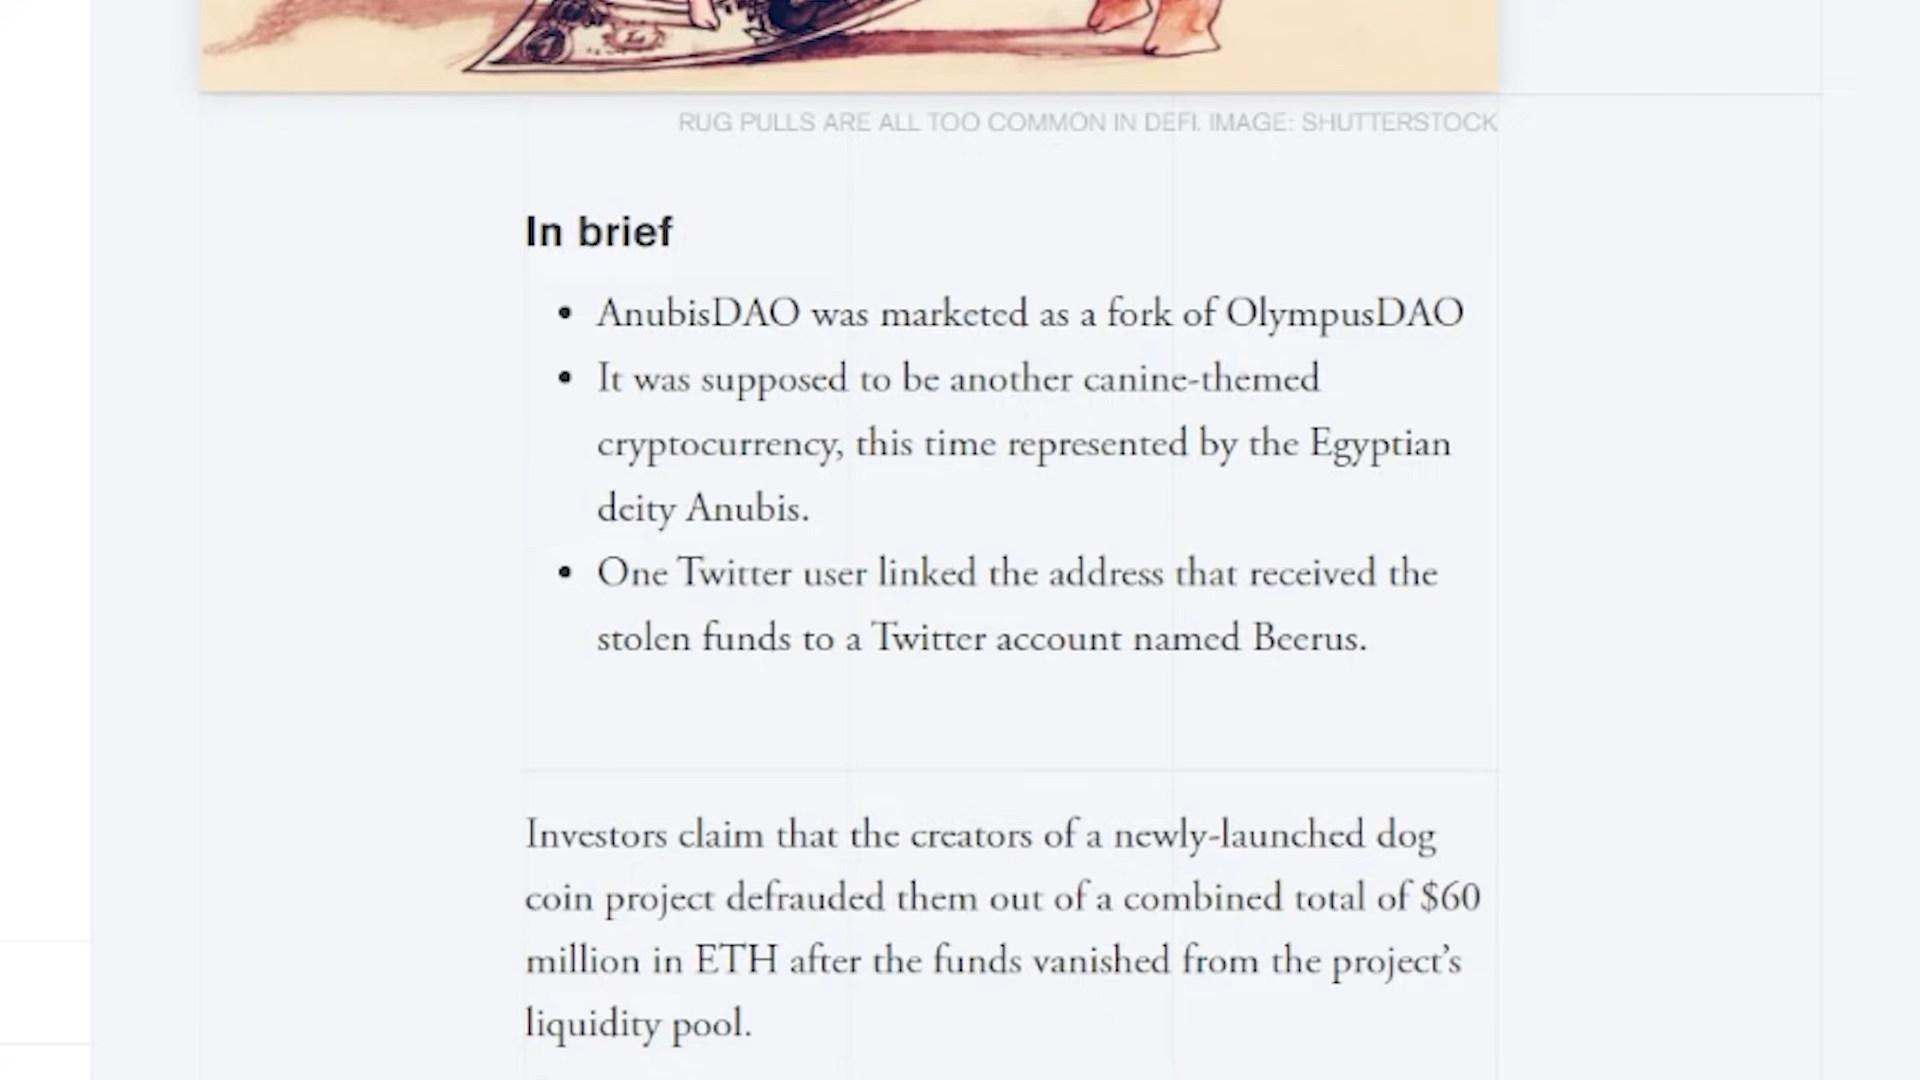 RUG PULLS ARE ALL TOO COMMON IN DEFI. IMAGE: SHUTTERSTOCK
In brief
• AnubisDAO was marketed as a fork of OlympusDAO
• It was supposed to be another canine-themed
cryptocurrency, this time represented by the Egyptian
deity Anubis.
• One Twitter user linked the address that received the
stolen funds to a Twitter account named Beerus.
Investors claim that the creators of a newly-launched dog
coin project defrauded them out of a combined total of $60
million in ETH after the funds vanished from the project’s
liquidity pool.